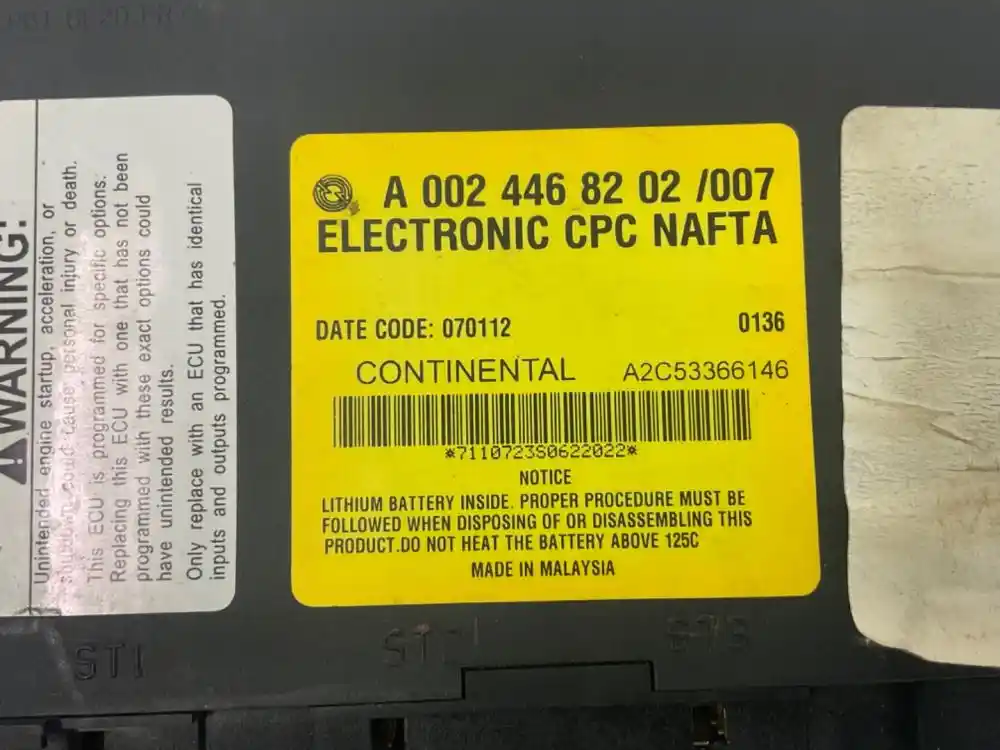 WARNING!
Unintended engine startup, acceleration, or
shutdown could cause personal injury or death.
This ECU is programmed for specific options.
Replacing this ECU with one that has not been
programmed with these exact options could
have unintended results.
Only replace with an ECU that has identical
inputs and outputs programmed.
A 002 446 82 02 /007
ELECTRONIC CPC NAFTA
DATE CODE: 070112 0136
CONTINENTAL A2C53366146
*7110723S0622022*
NOTICE
LITHIUM BATTERY INSIDE. PROPER PROCEDURE MUST BE
FOLLOWED WHEN DISPOSING OF OR DISASSEMBLING THIS
PRODUCT.DO NOT HEAT THE BATTERY ABOVE 125C
MADE IN MALAYSIA